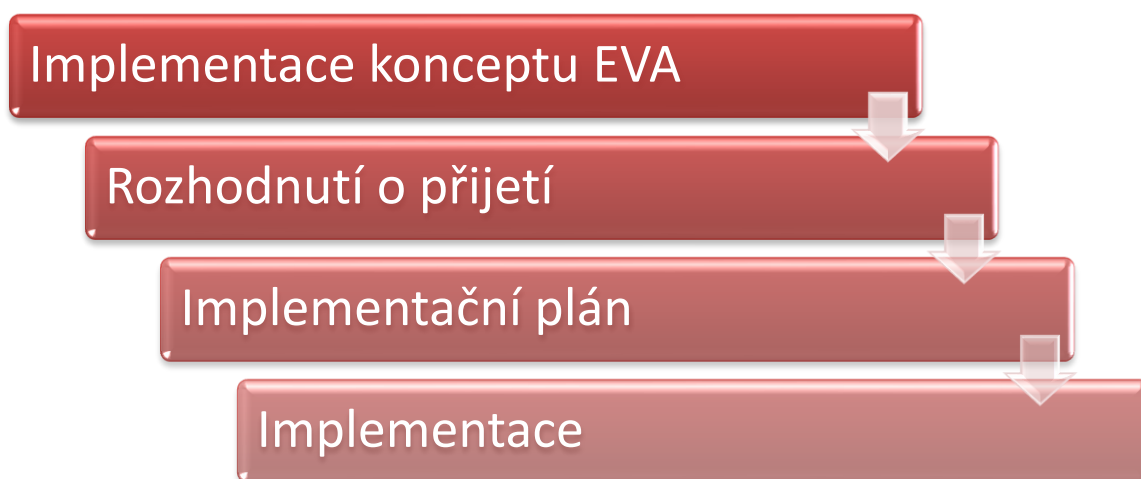 Implementace konceptu EVA
Rozhodnutí o přijetí
Implementační plán
Implementace